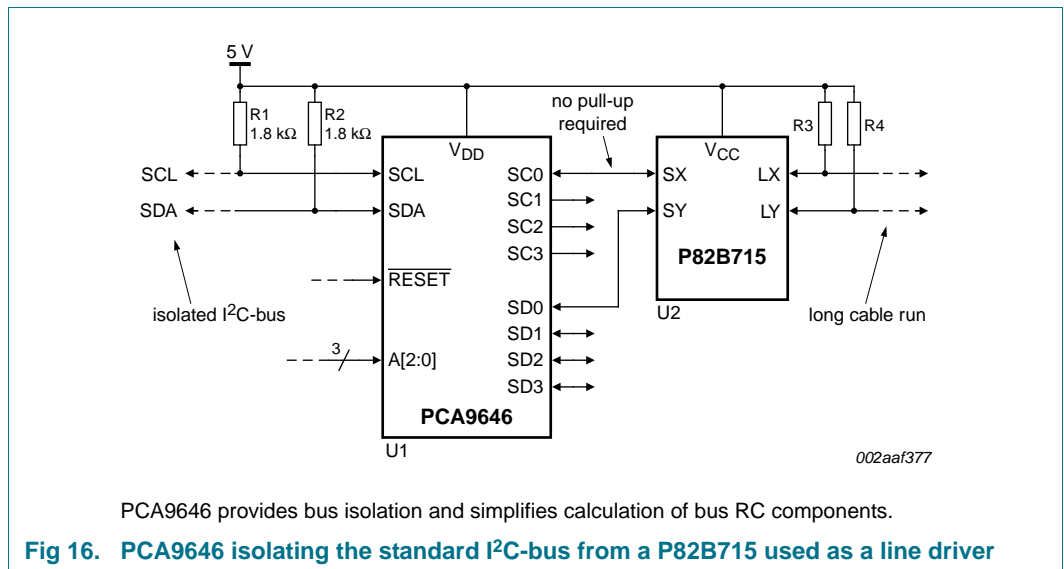 5 V
R1
1.8 kΩ
R2
1.8 kΩ
no pull-up
required
R3
R4
VDD
VCC
SCL
SCL
SC0
SX
LX
SDA
SDA
SC1
SY
LY
SC2
SC3
P82B715
RESET
isolated I2C-bus
SD0
U2
long cable run
SD1
3
A[2:0]
SD2
SD3
PCA9646
U1
002aaf377
PCA9646 provides bus isolation and simplifies calculation of bus RC components.
Fig 16. PCA9646 isolating the standard I2C-bus from a P82B715 used as a line driver